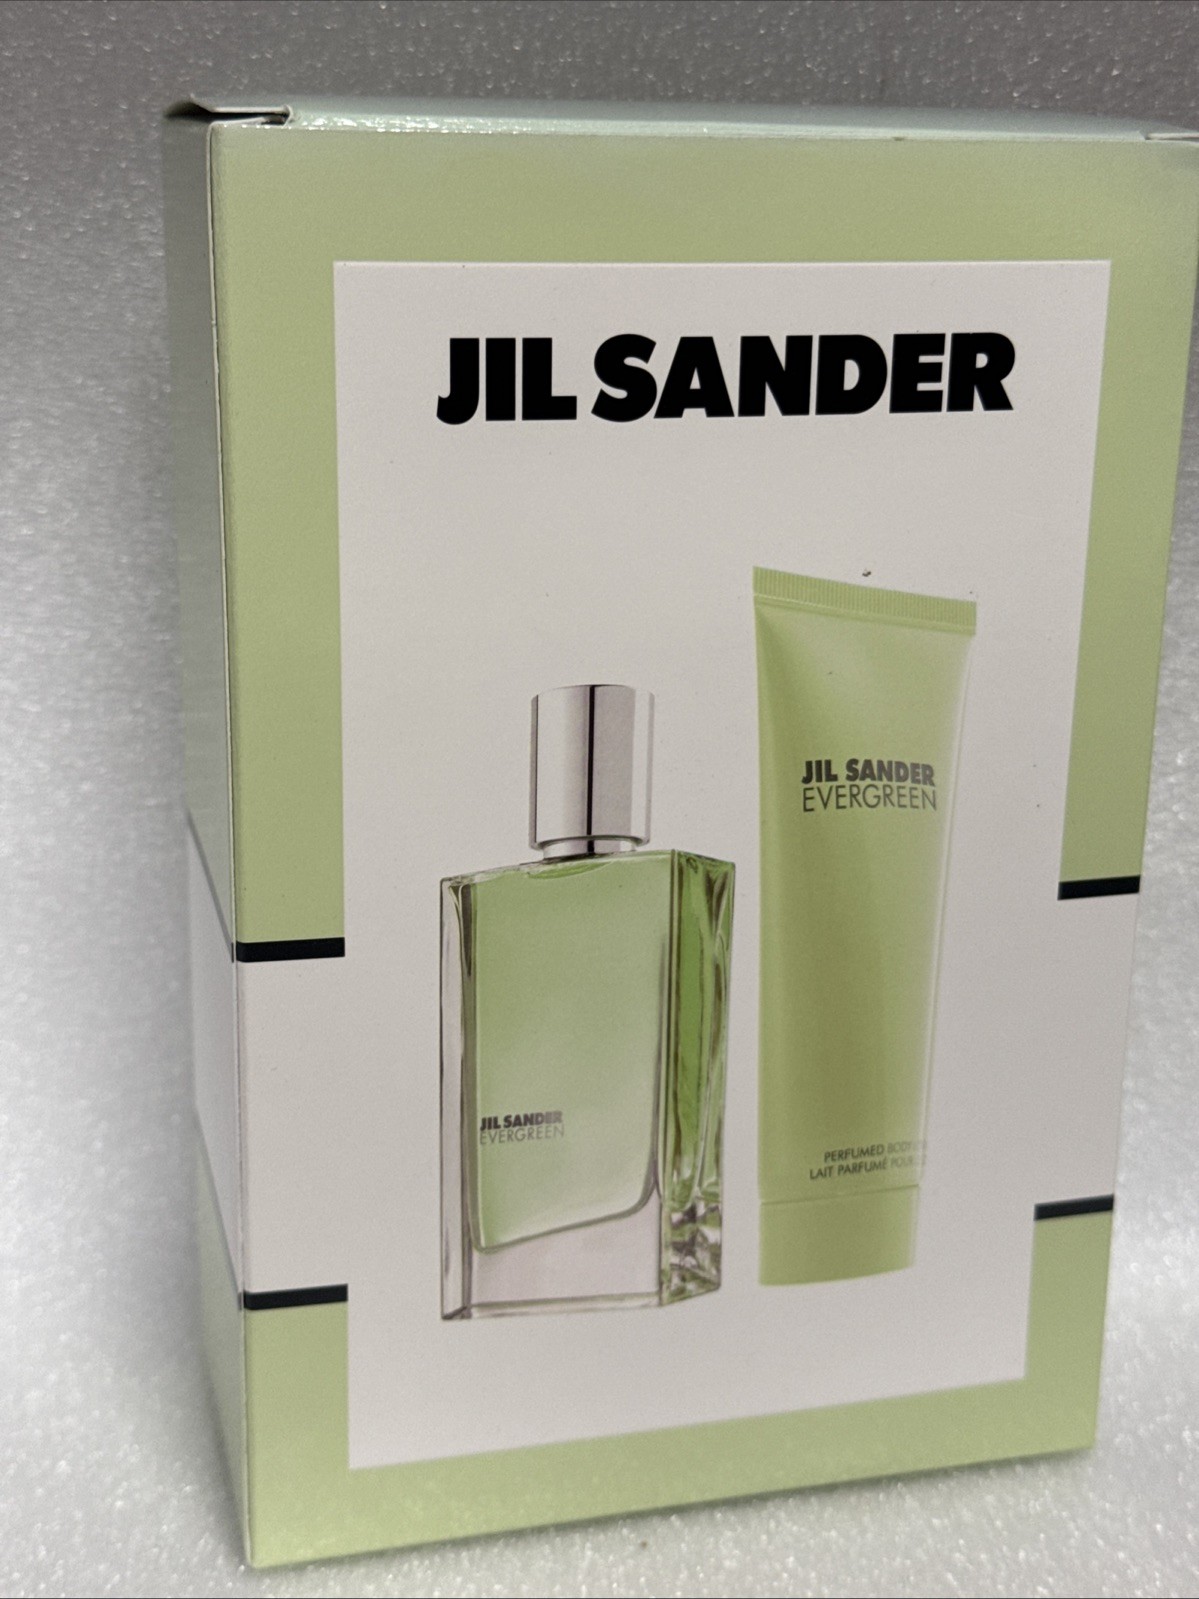 JIL SANDER
JIL SANDER
EVERGREEN
JIL SANDER
EVERGREEN
PERFUMED BODY
LAIT PARFUMÉ POUR